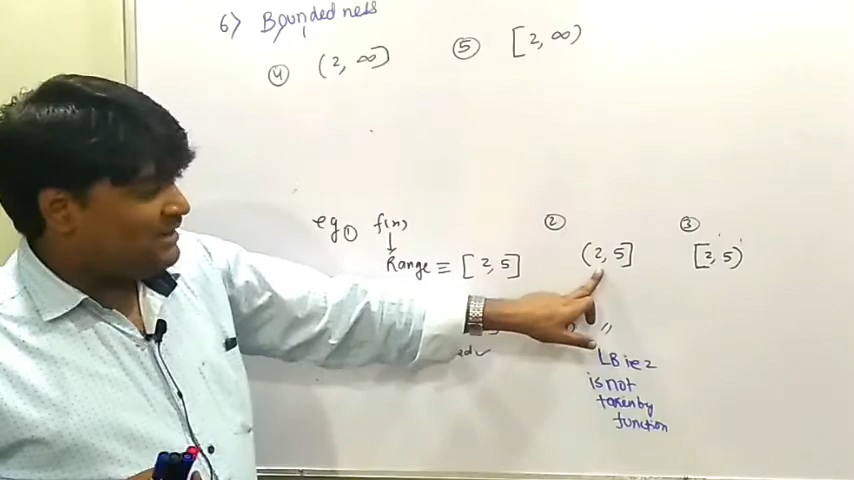 6) Boundedness
④ (2, ∞]
⑤ [2, ∞)
eg ① f(x)
↓
Range ≡ [2, 5]
② (2, 5]
③ [2, 5)
"
LB ie 2
is not
taken by
function